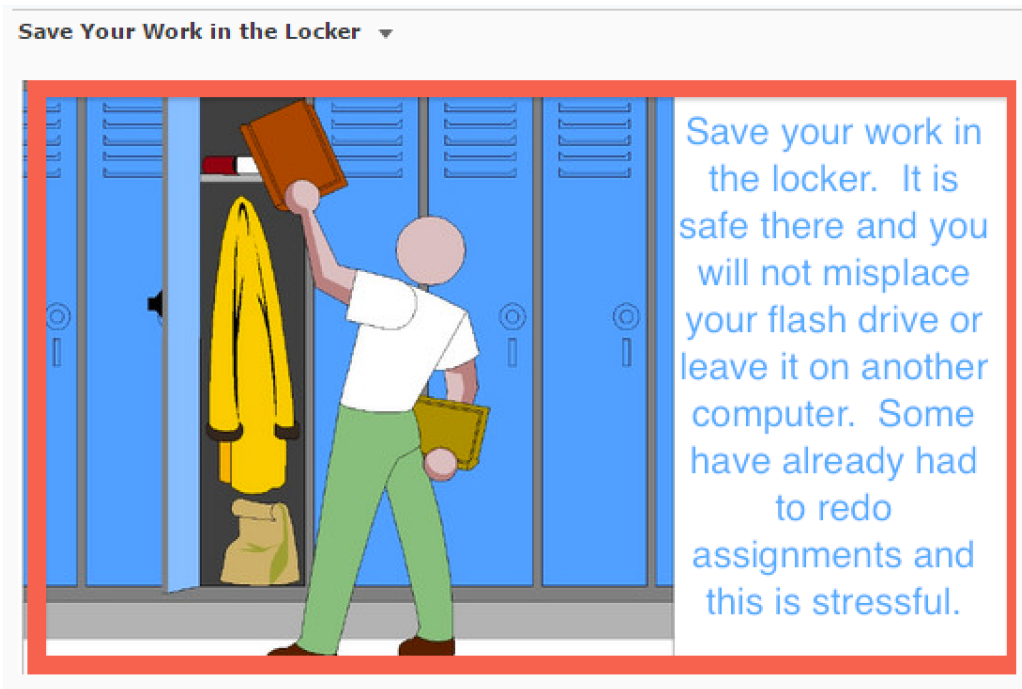 Save Your Work in the Locker
Save your work in
the locker.  It is
safe there and you
will not misplace
your flash drive or
leave it on another
computer.  Some
have already had
to redo
assignments and
this is stressful.